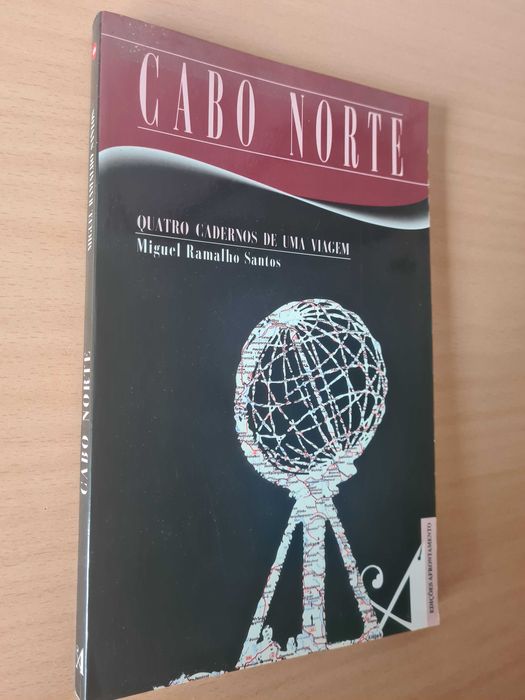 CABO NORTE
QUATRO CADERNOS DE UMA VIAGEM
Miguel Ramalho Santos
EDIÇÕES AFRONTAMENTO
A
CABO NORTE
MIGUEL RAMALHO SANTOS
A